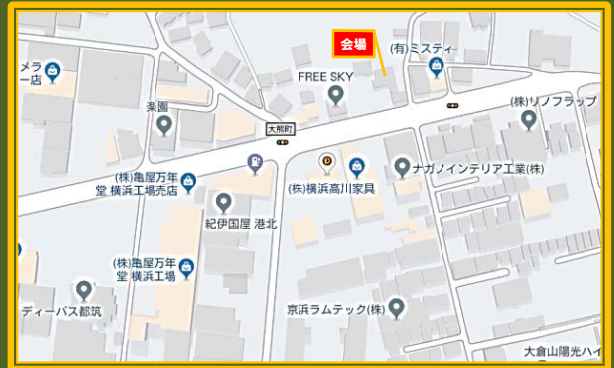 会場
(有)ミスティ
メラ
ー店
FREE SKY
楽園
(株)リノフラップ
大熊町
(株)亀屋万年
堂 横浜工場売店
(株)横浜高川家具
ナガノインテリア工業(株)
紀伊国屋 港北
(株)亀屋万年
堂 横浜工場
ディーバス都筑
京浜ラムテック(株)
大倉山陽光ハイ